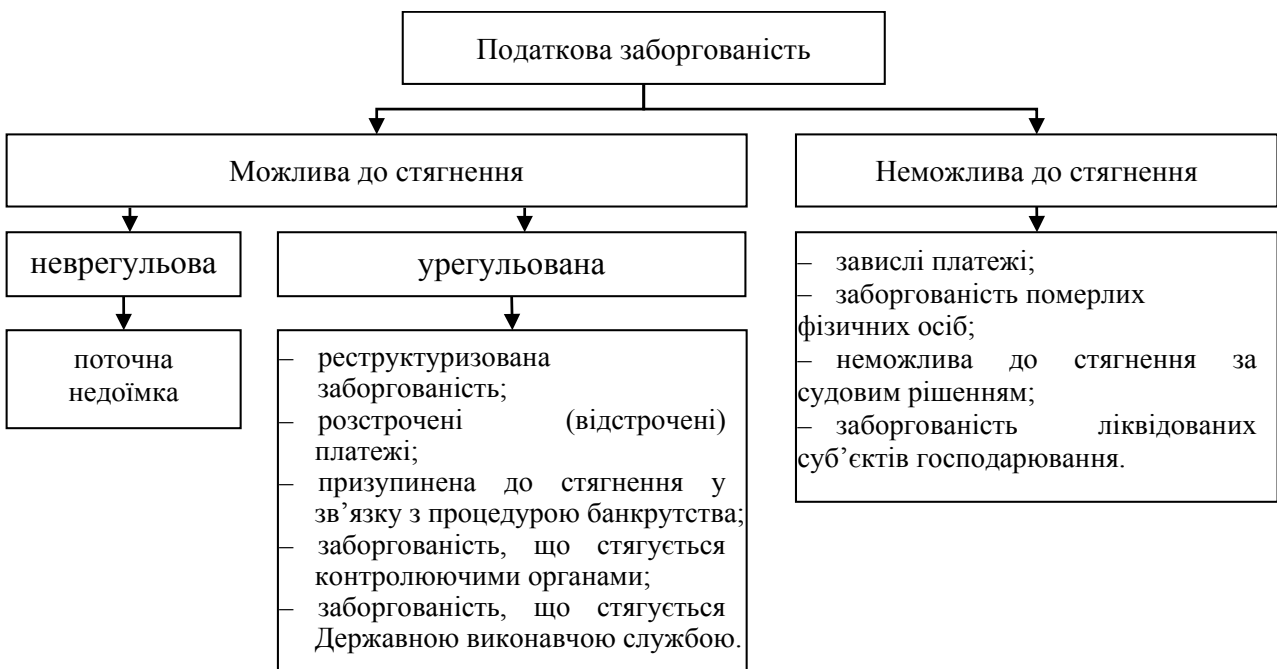 Податкова заборгованість
Можлива до стягнення
Неможлива до стягнення
неврегульова
урегульована
поточна
недоїмка
– реструктуризована
заборгованість;
– розстрочені (відстрочені)
платежі;
– призупинена до стягнення у
зв’язку з процедурою банкрутства;
– заборгованість, що стягується
контролюючими органами;
– заборгованість, що стягується
Державною виконавчою службою.
– завислі платежі;
– заборгованість померлих
фізичних осіб;
– неможлива до стягнення за
судовим рішенням;
– заборгованість ліквідованих
суб’єктів господарювання.